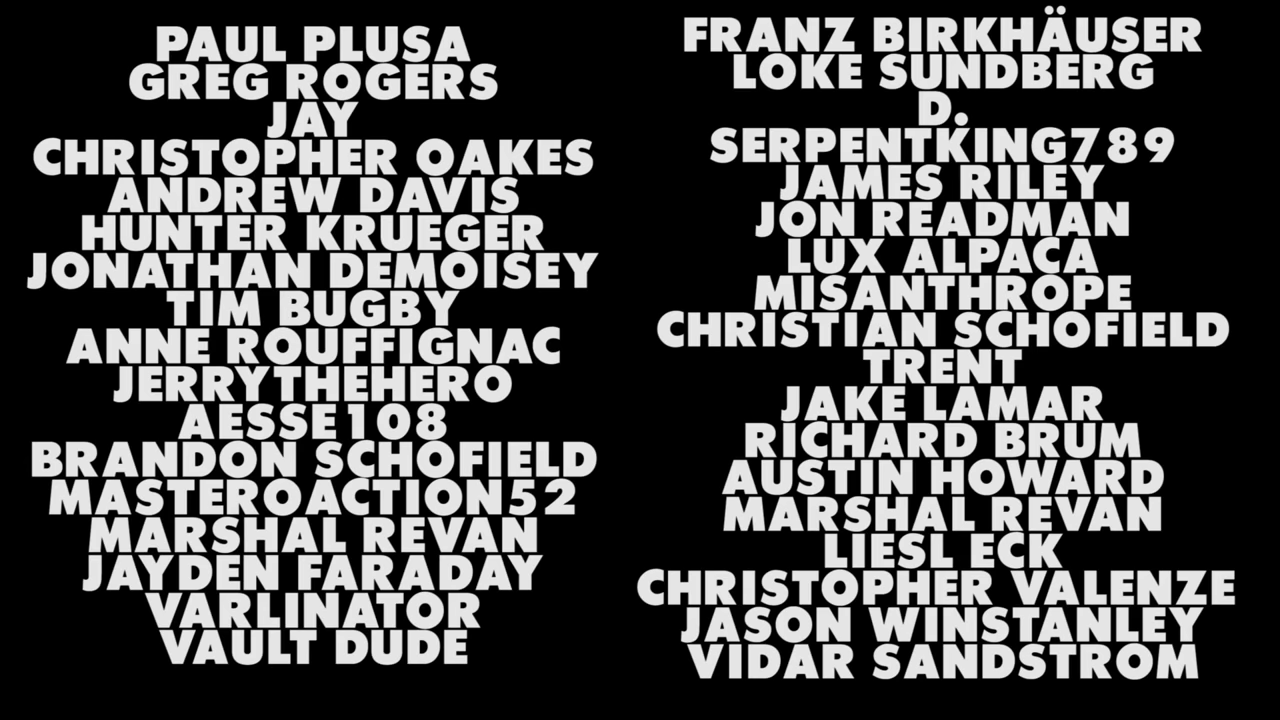 PAUL PLUSA
GREG ROGERS
JAY
CHRISTOPHER OAKES
ANDREW DAVIS
HUNTER KRUEGER
JONATHAN DEMOISEY
TIM BUGBY
ANNE ROUFFIGNAC
JERRYTHEHERO
AESSE108
BRANDON SCHOFIELD
MASTEROACTION52
MARSHAL REVAN
JAYDEN FARADAY
VARLINATOR
VAULT DUDE
FRANZ BIRKHÄUSER
LOKE SUNDBERG
D.
SERPENTKING789
JAMES RILEY
JON READMAN
LUX ALPACA
MISANTHROPE
CHRISTIAN SCHOFIELD
TRENT
JAKE LAMAR
RICHARD BRUM
AUSTIN HOWARD
MARSHAL REVAN
LIESL ECK
CHRISTOPHER VALENZE
JASON WINSTANLEY
VIDAR SANDSTROM